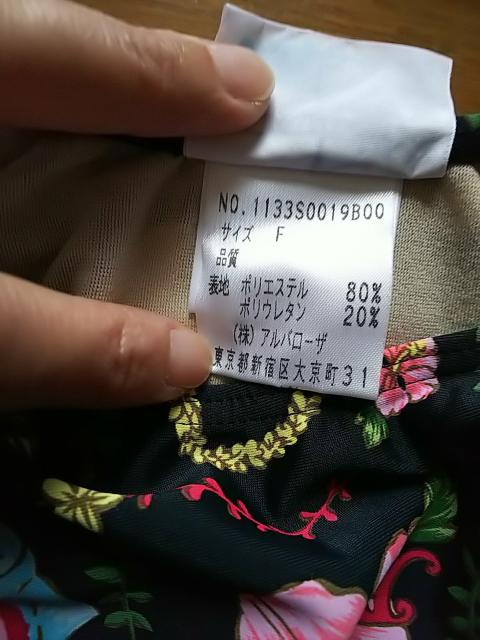 NO.1133S0019B00
サイズ F
品質
表地 ポリエステル 80%
ポリウレタン 20%
(株)アルバローザ
東京都新宿区大京町31